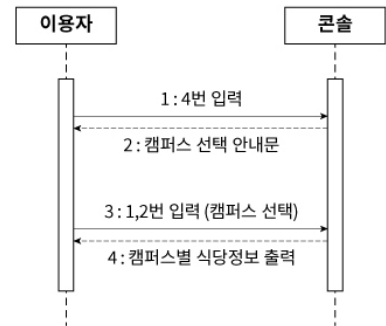 이용자
콘솔
1 : 4번 입력
2 : 캠퍼스 선택 안내문
3 : 1,2번 입력 (캠퍼스 선택)
4 : 캠퍼스별 식당정보 출력